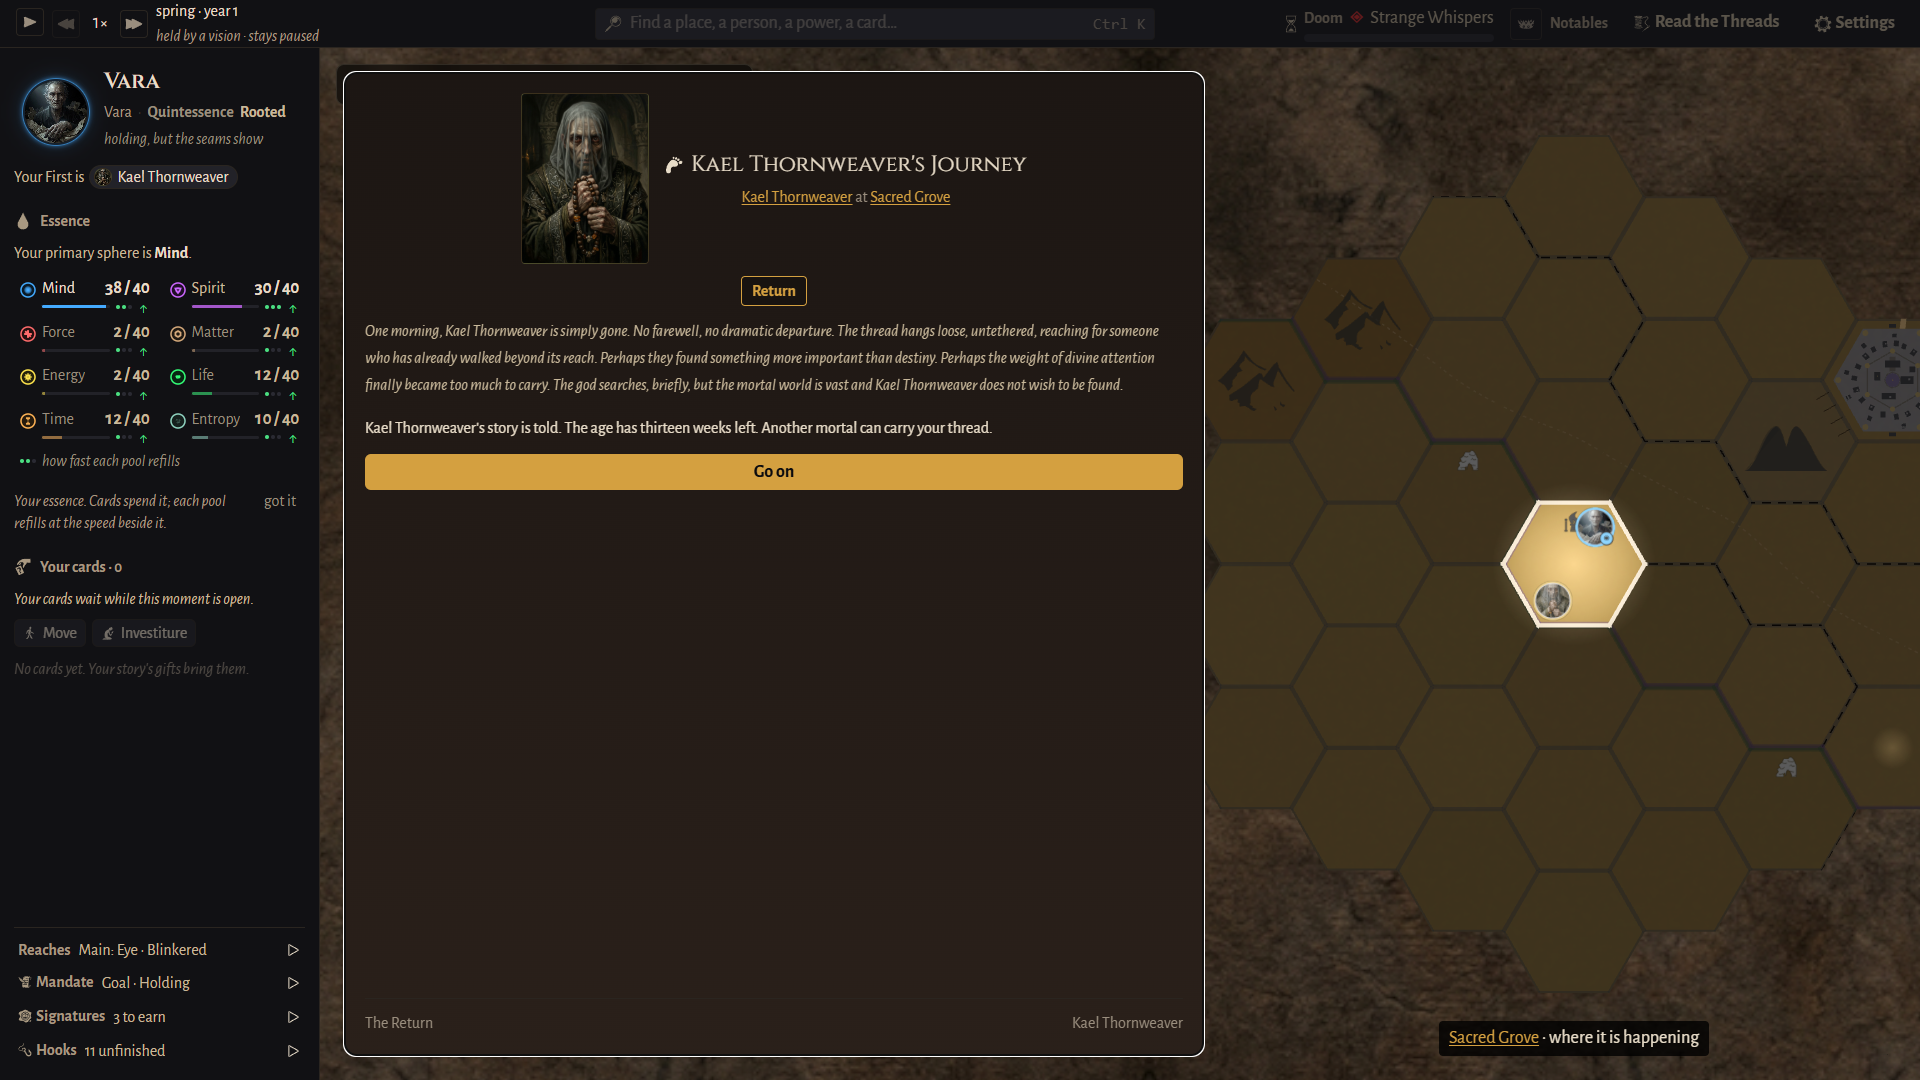 1×
spring · year 1
held by a vision · stays paused
Find a place, a person, a power, a card...
Ctrl K
Doom
Strange Whispers
Notables
Read the Threads
Settings
VARA
Vara · Quintessence Rooted
holding, but the seams show
Your First is Kael Thornweaver
Essence
Your primary sphere is Mind.
Mind 38/40
Spirit 30/40
Force 2/40
Matter 2/40
Energy 2/40
Life 12/40
Time 12/40
Entropy 10/40
how fast each pool refills
Your essence. Cards spend it; each pool
refills at the speed beside it.
got it
Your cards · 0
Your cards wait while this moment is open.
Move
Investiture
No cards yet. Your story's gifts bring them.
Reaches Main: Eye · Blinkered
Mandate Goal · Holding
Signatures 3 to earn
Hooks 11 unfinished
KAEL THORNWEAVER'S JOURNEY
Kael Thornweaver at Sacred Grove
Return
One morning, Kael Thornweaver is simply gone. No farewell, no dramatic departure. The thread hangs loose, untethered, reaching for someone
who has already walked beyond its reach. Perhaps they found something more important than destiny. Perhaps the weight of divine attention
finally became too much to carry. The god searches, briefly, but the mortal world is vast and Kael Thornweaver does not wish to be found.
Kael Thornweaver's story is told. The age has thirteen weeks left. Another mortal can carry your thread.
Go on
The Return
Kael Thornweaver
Sacred Grove · where it is happening